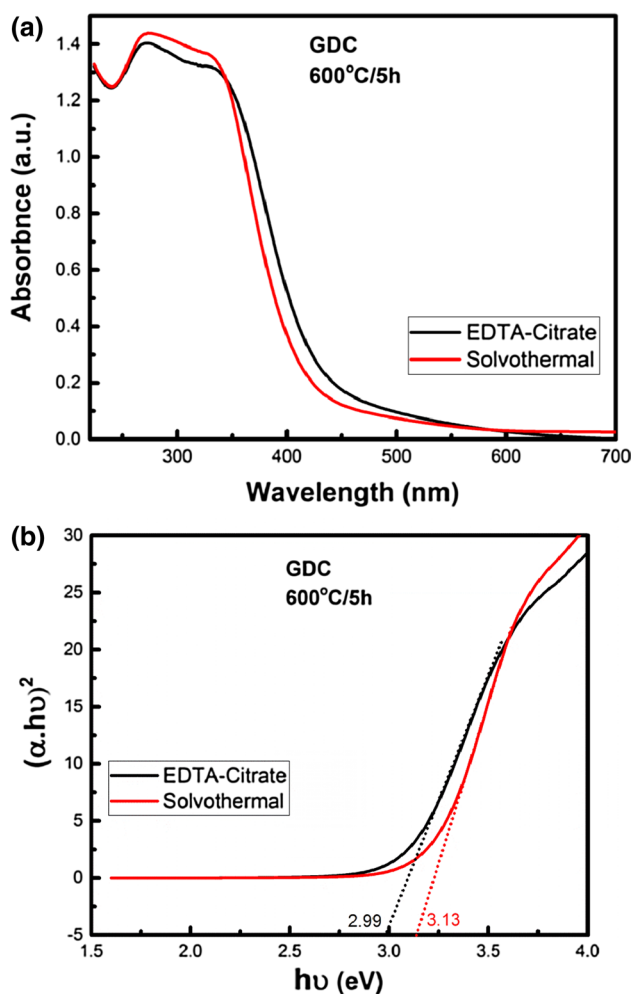 (a)
1.4
1.2
1.0
0.8
0.6
0.4
0.2
0.0
Absorbnce (a.u.)
GDC
600°C/5h
EDTA-Citrate
Solvothermal
300 400 500 600 700
Wavelength (nm)
(b)
30
25
20
15
10
5
0
-5
(α.hυ)²
GDC
600°C/5h
EDTA-Citrate
Solvothermal
2.99 3.13
1.5 2.0 2.5 3.0 3.5 4.0
hυ (eV)